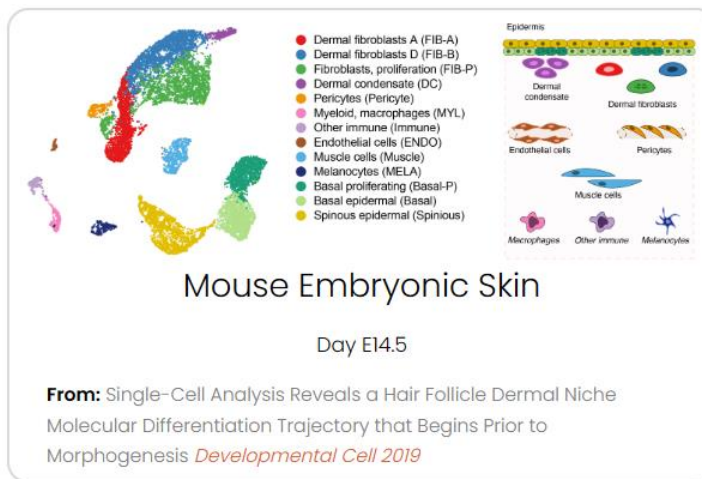 Dermal fibroblasts A (FIB-A)
Dermal fibroblasts D (FIB-B)
Fibroblasts, proliferation (FIB-P)
Dermal condensate (DC)
Pericytes (Pericyte)
Myeloid, macrophages (MYL)
Other immune (Immune)
Endothelial cells (ENDO)
Muscle cells (Muscle)
Melanocytes (MELA)
Basal proliferating (Basal-P)
Basal epidermal (Basal)
Spinous epidermal (Spinious)
Epidermis
Dermal
condensate
Dermal fibroblasts
Endothelial cells
Pericytes
Muscle cells
Macrophages
Other immune
Melanocytes
Mouse Embryonic Skin
Day E14.5
From: Single-Cell Analysis Reveals a Hair Follicle Dermal Niche
Molecular Differentiation Trajectory that Begins Prior to
Morphogenesis Developmental Cell 2019